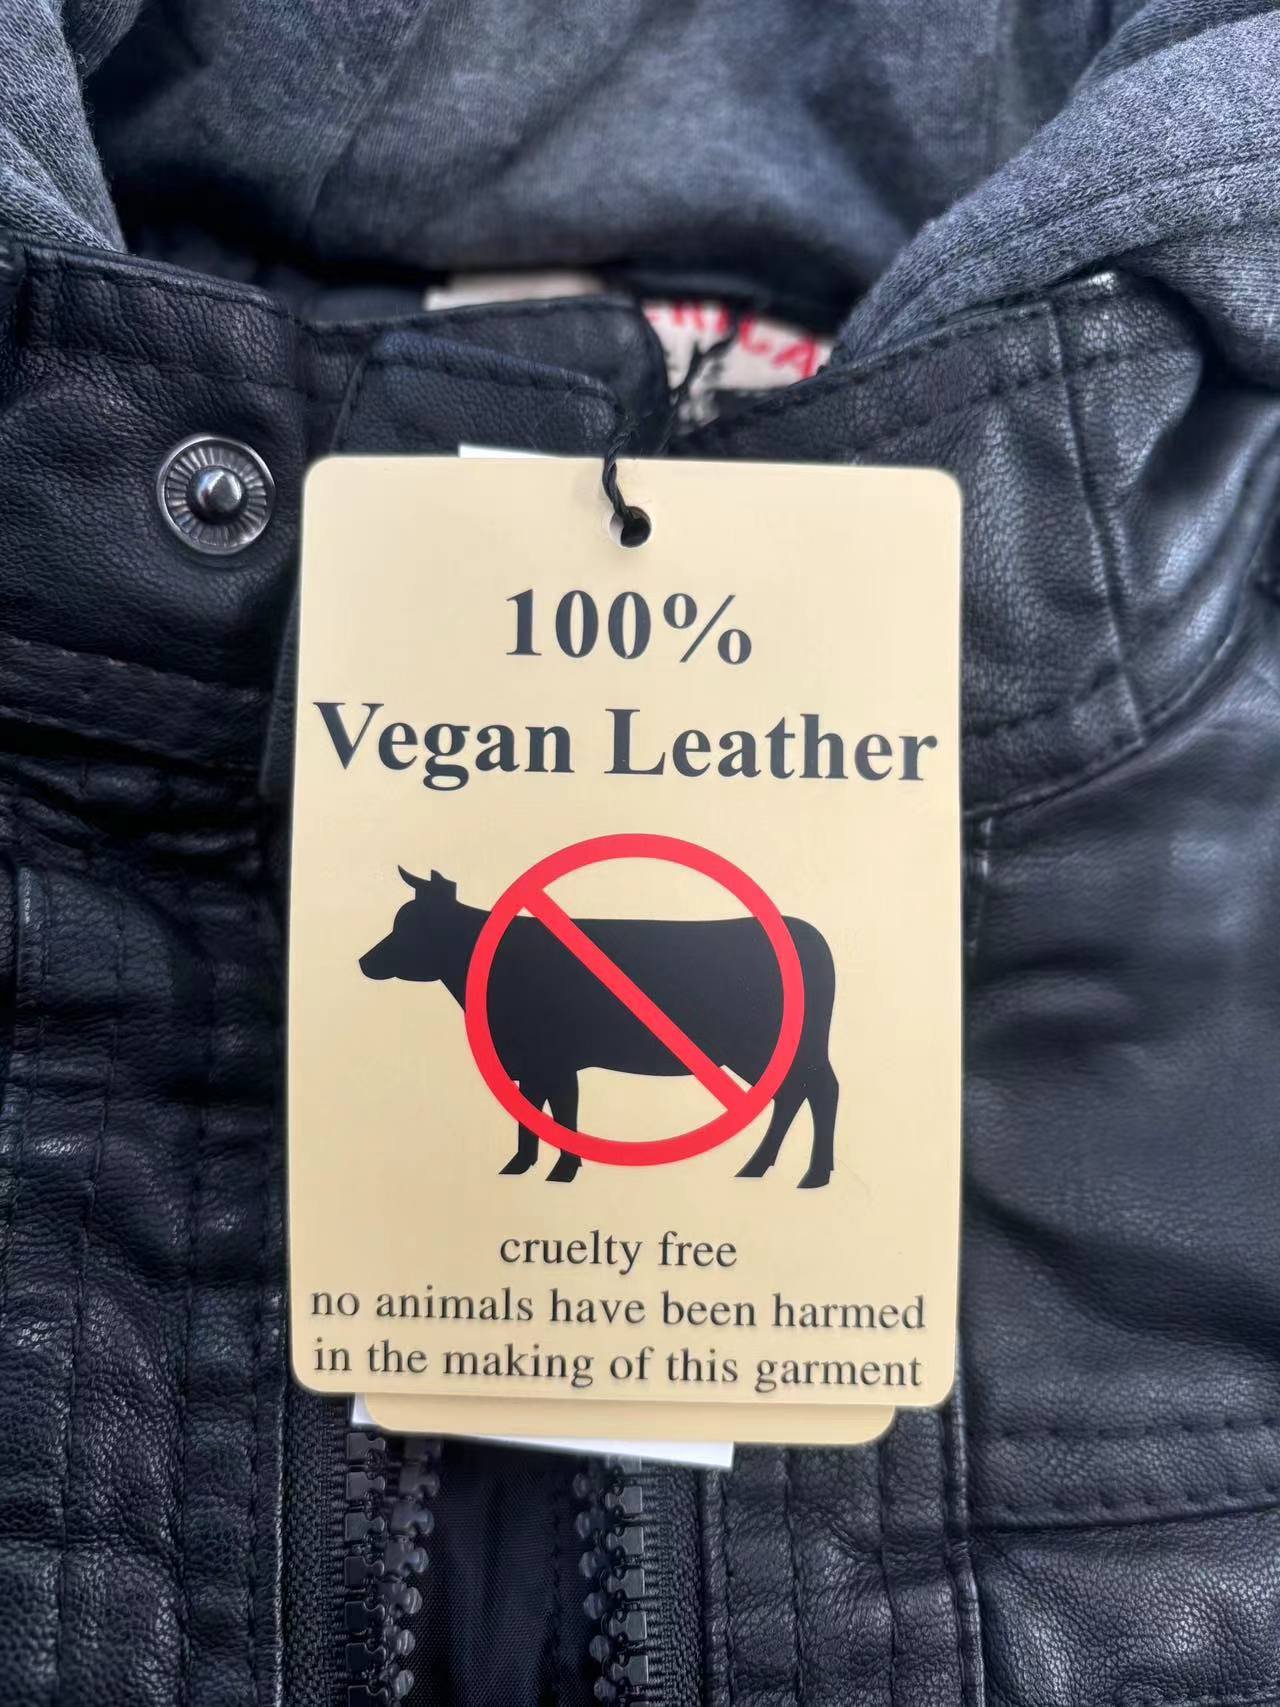 100%
Vegan Leather
cruelty free
no animals have been harmed
in the making of this garment